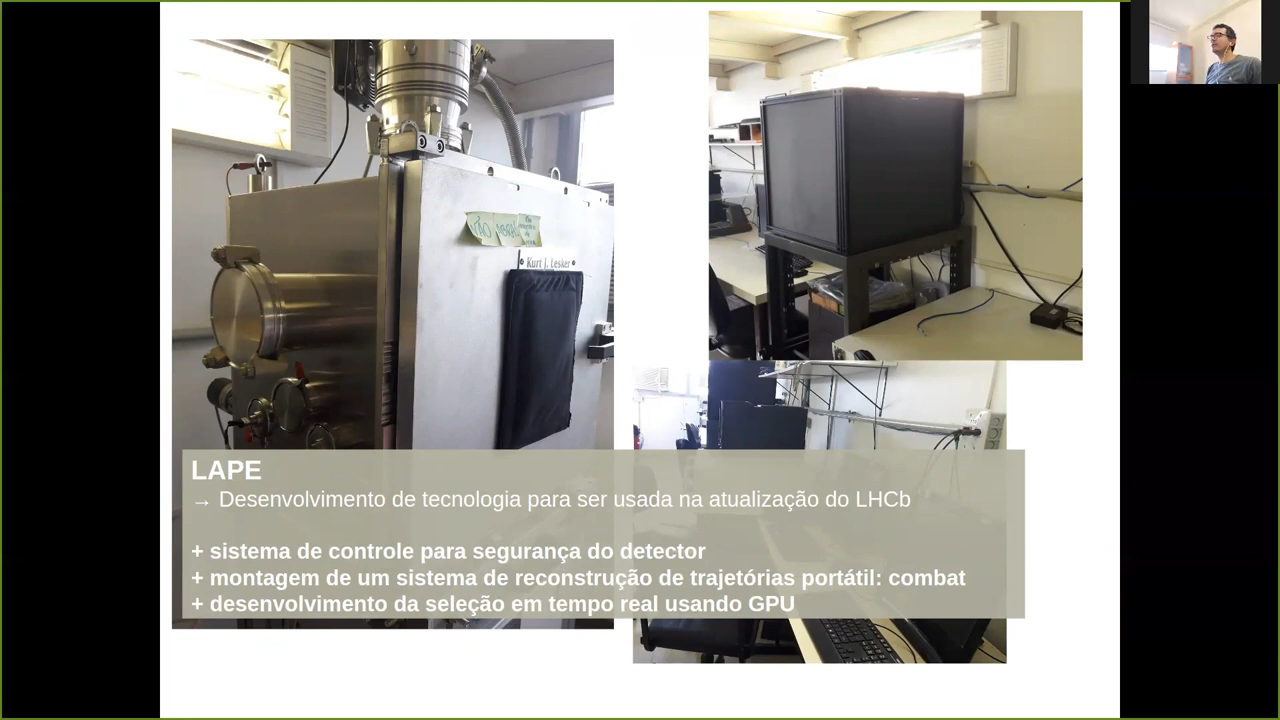 NÃO ABRA!
Kurt J. Lesker
LAPE
→ Desenvolvimento de tecnologia para ser usada na atualização do LHCb
+ sistema de controle para segurança do detector
+ montagem de um sistema de reconstrução de trajetórias portátil: combat
+ desenvolvimento da seleção em tempo real usando GPU